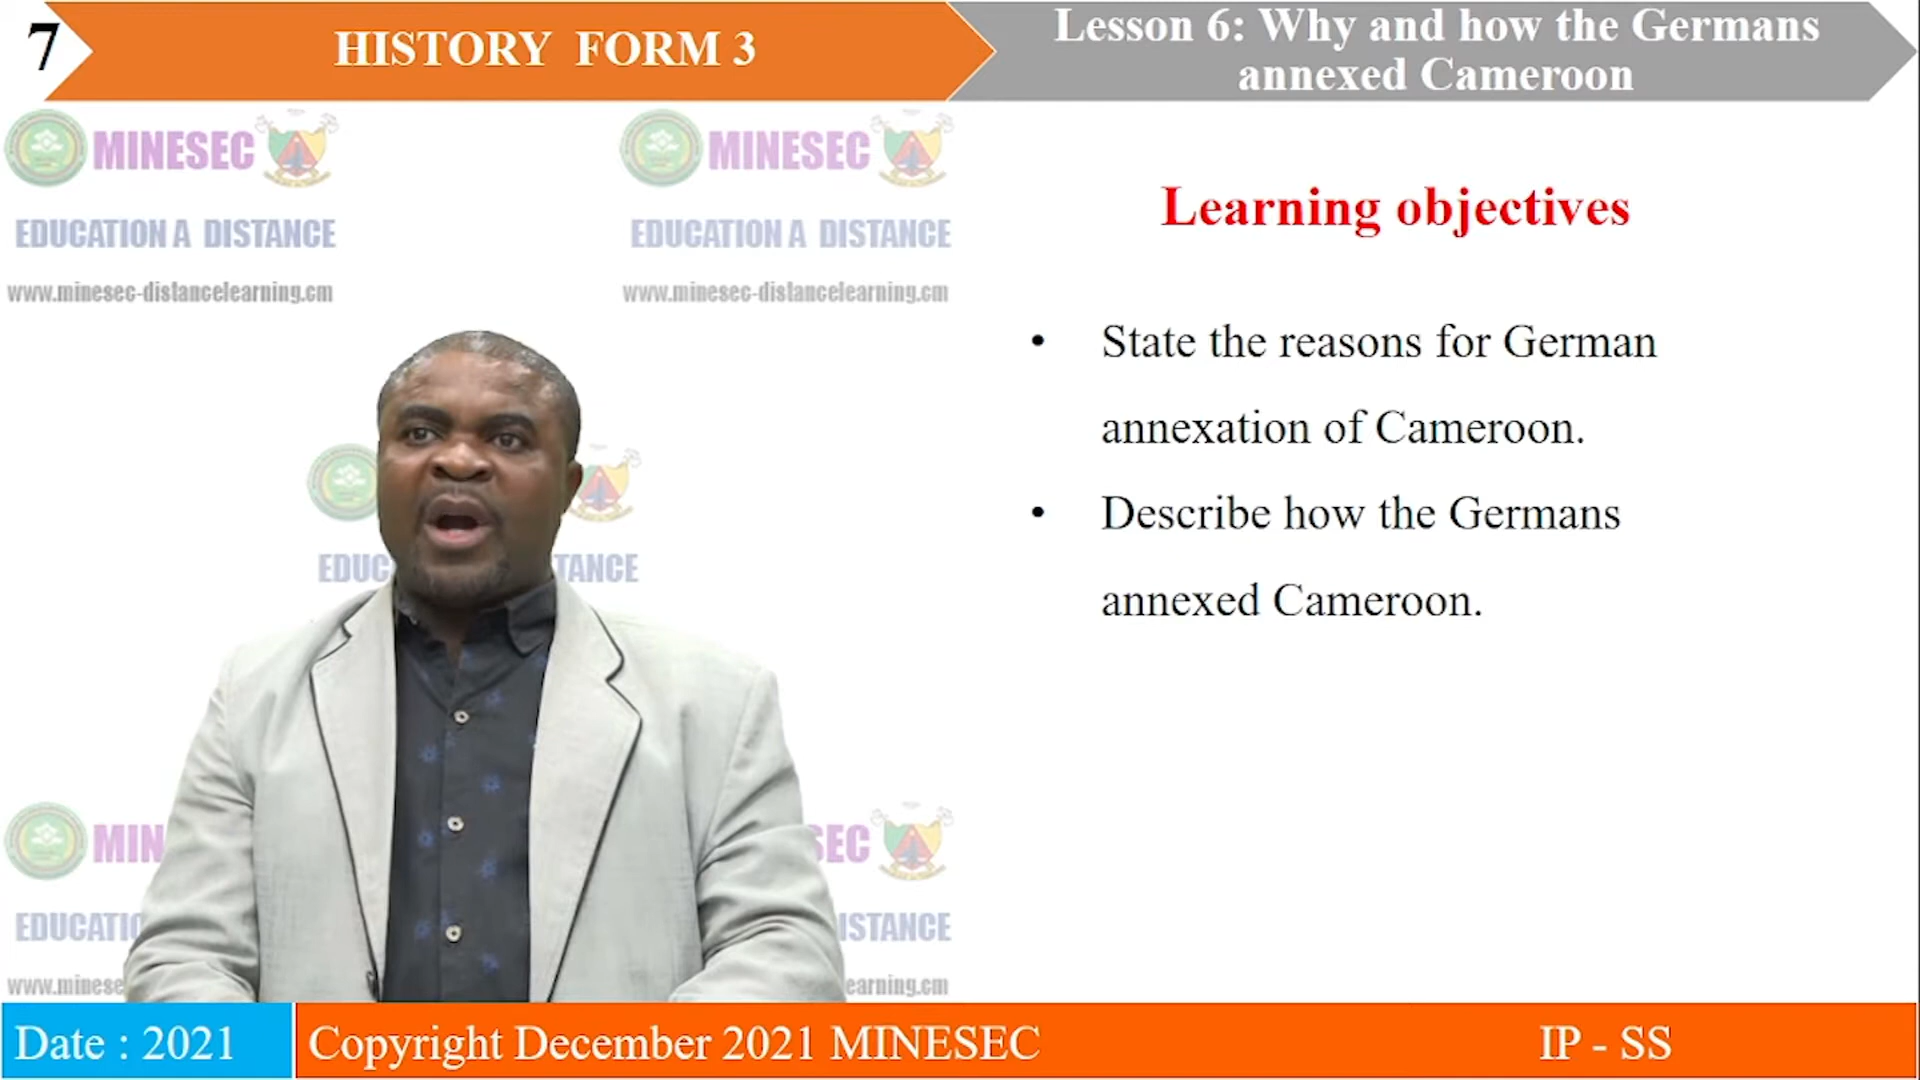 7
HISTORY FORM 3
Lesson 6: Why and how the Germans
annexed Cameroon
MINESEC
MINESEC
EDUCATION A DISTANCE
EDUCATION A DISTANCE
www.minesec-distancelearning.cm
www.minesec-distancelearning.cm
Learning objectives
• State the reasons for German
annexation of Cameroon.
• Describe how the Germans
annexed Cameroon.
EDUC
TANCE
MIN
SEC
EDUCATIO
ISTANCE
www.minese
earning.cm
Date : 2021
Copyright December 2021 MINESEC
IP - SS